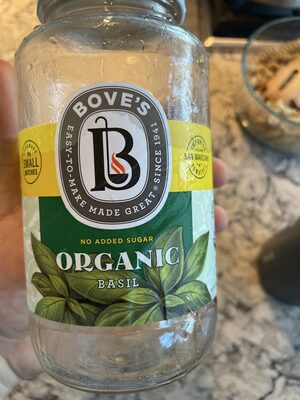 BOVE'S
EASY-TO-MAKE MADE GREAT
SINCE 1941
B
SMALL
BATCHES
SAN MARZANO
NO ADDED SUGAR
ORGANIC
BASIL